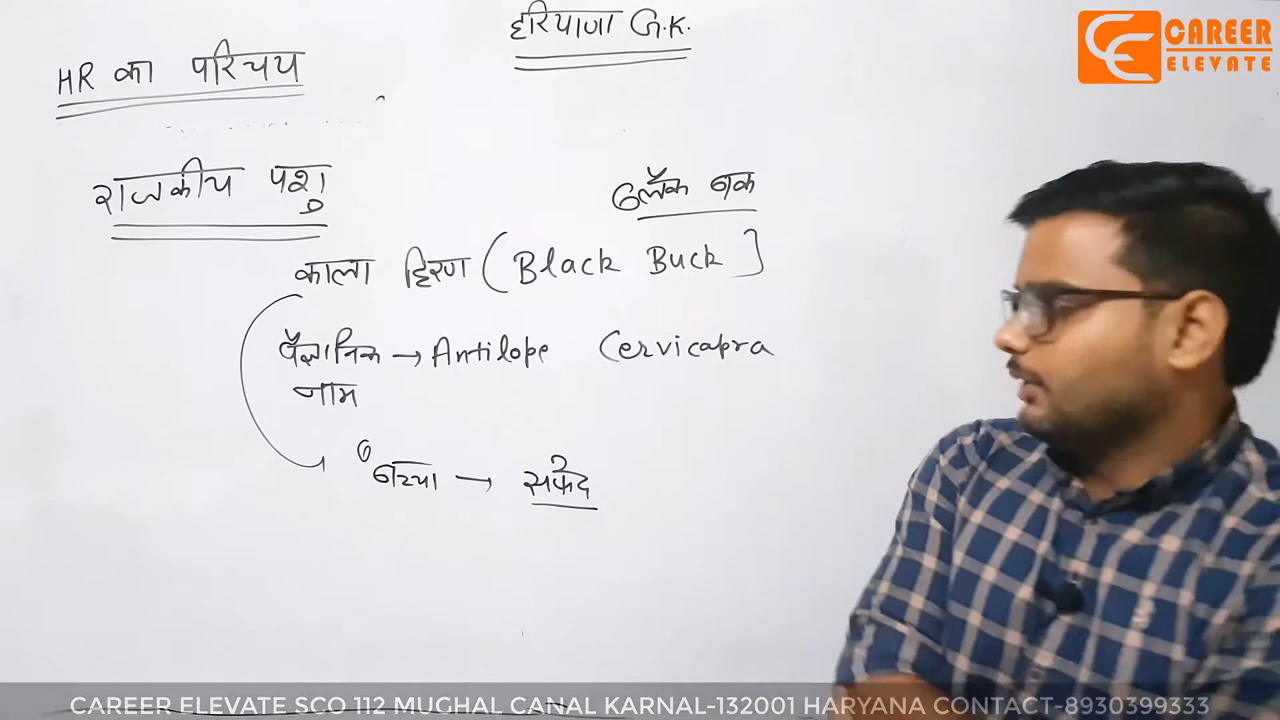 हरियाणा G.K.
CAREER
ELEVATE
HR का परिचय
राजकीय पशु
ब्लैक बक
काला हिरण ( Black Buck ]
वैज्ञानिक → Antilope Cervicapra
नाम
बच्चा → सफेद
CAREER ELEVATE SCO 112 MUGHAL CANAL KARNAL-132001 HARYANA CONTACT-8930399333